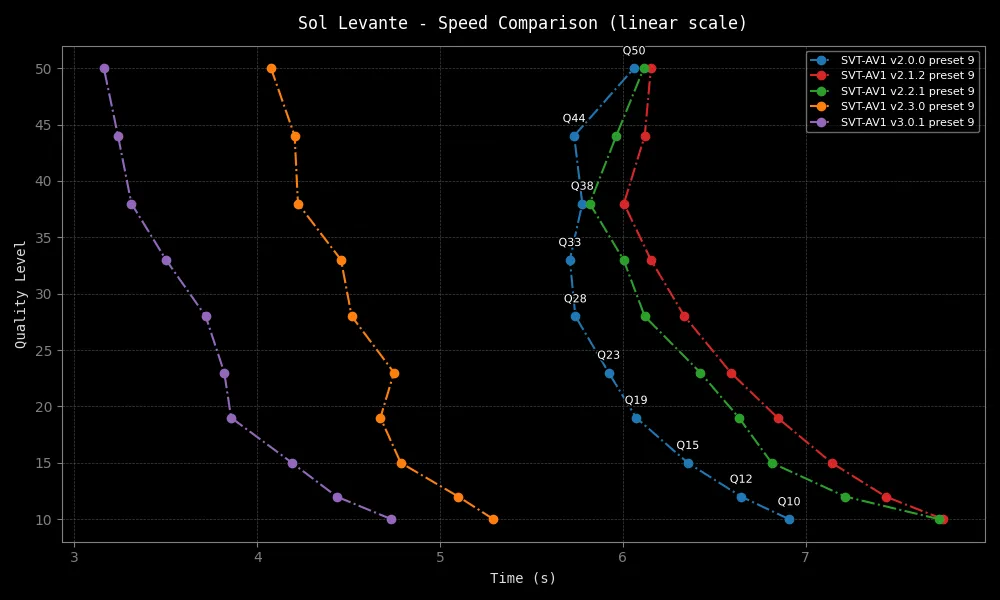 Sol Levante - Speed Comparison (linear scale)
SVT-AV1 v2.0.0 preset 9
SVT-AV1 v2.1.2 preset 9
SVT-AV1 v2.2.1 preset 9
SVT-AV1 v2.3.0 preset 9
SVT-AV1 v3.0.1 preset 9
Quality Level
50
45
40
35
30
25
20
15
10
Q50
Q44
Q38
Q33
Q28
Q23
Q19
Q15
Q12
Q10
3 4 5 6 7
Time (s)